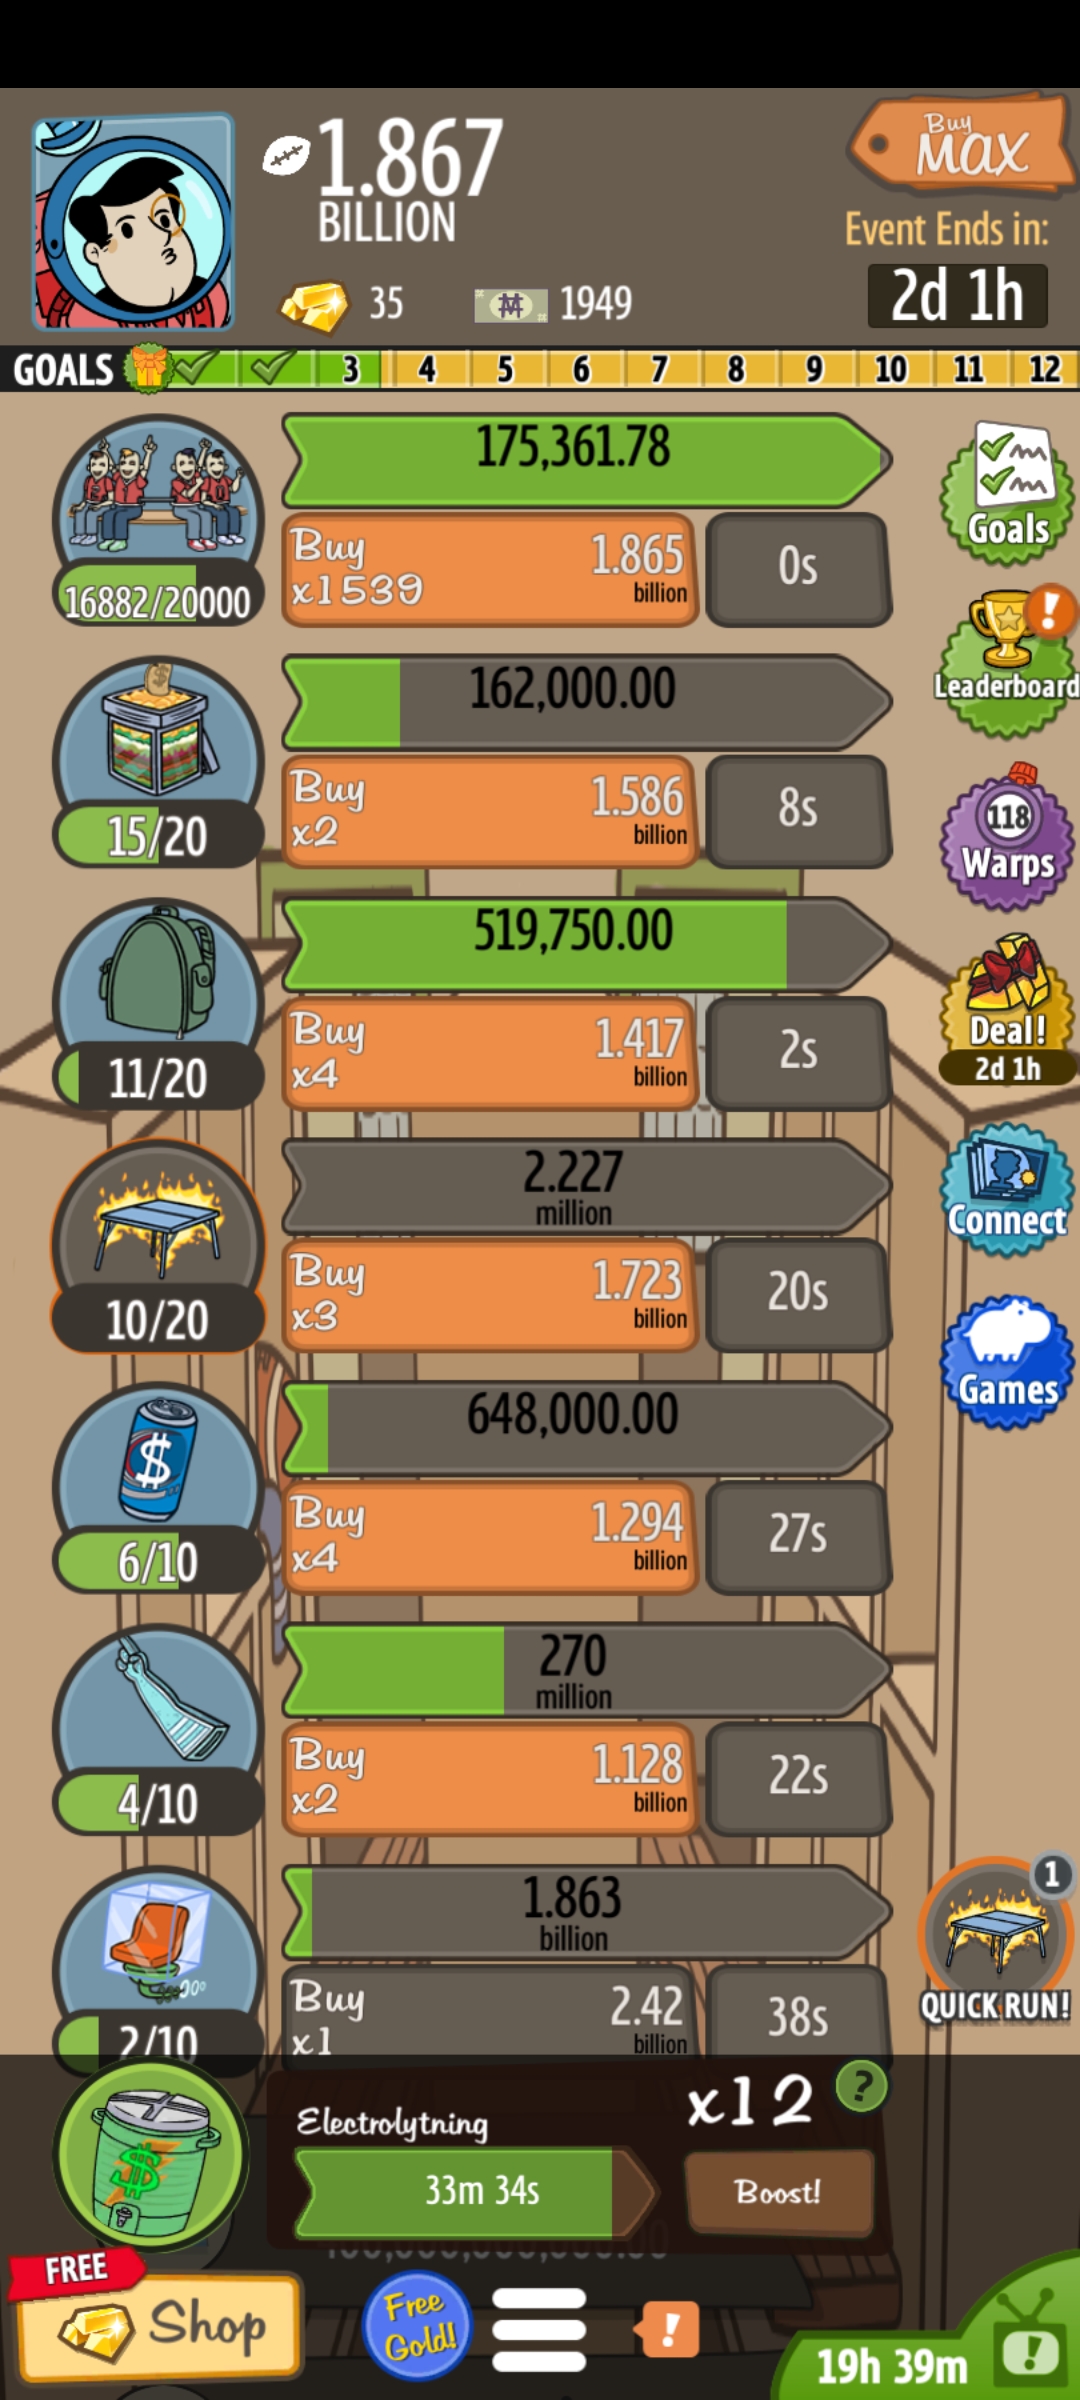 1.867
BILLION
Buy
MAX
Event Ends in:
2d 1h
35
1949
GOALS 3 4 5 6 7 8 9 10 11 12
175,361.78
Buy
x1539
1.865
billion
0s
16882/20000
Goals
162,000.00
Buy
x2
1.586
billion
8s
15/20
Leaderboard
519,750.00
Buy
x4
1.417
billion
2s
11/20
118
Warps
Deal!
2d 1h
2.227
million
Buy
x3
1.723
billion
20s
10/20
Connect
648,000.00
Buy
x4
1.294
billion
27s
6/10
Games
270
million
Buy
x2
1.128
billion
22s
4/10
1.863
billion
Buy
x1
2.42
billion
38s
2/10
1
QUICK RUN!
Electrolytning
x12
?
33m 34s
Boost!
FREE
Shop
Free
Gold!
!
19h 39m